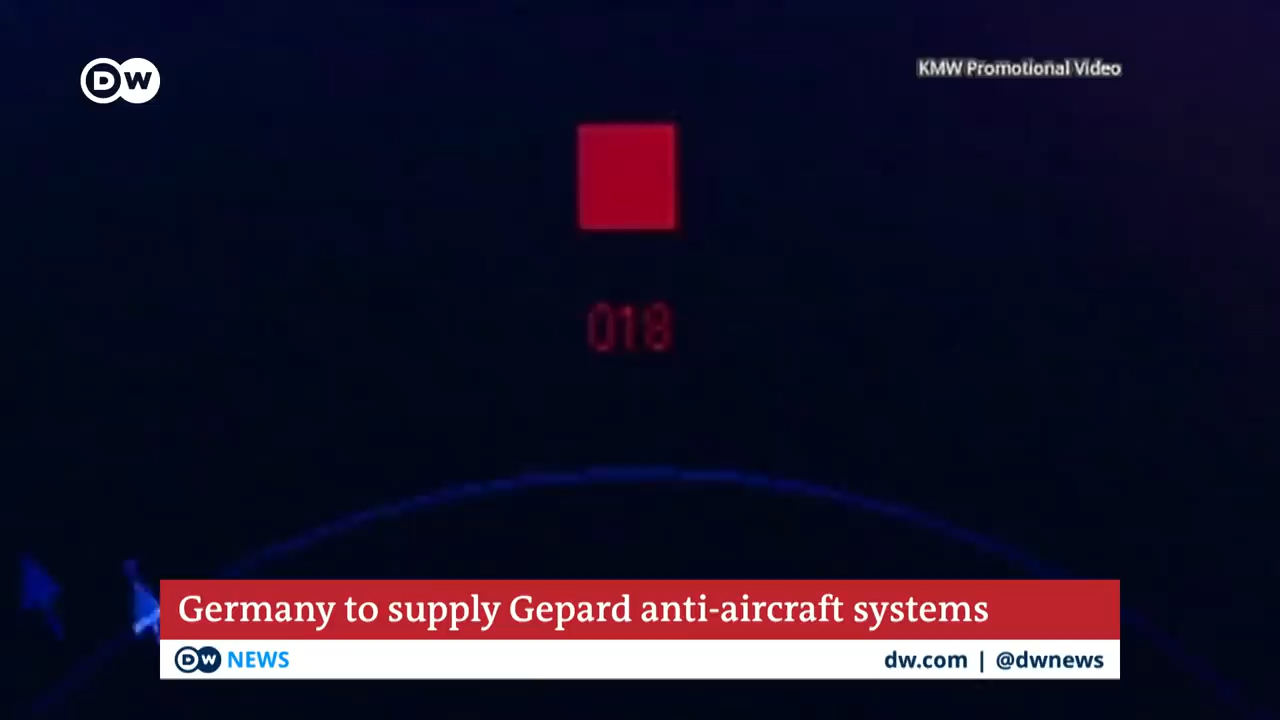 DW
KMW Promotional Video
018
Germany to supply Gepard anti-aircraft systems
DW NEWS
dw.com | @dwnews